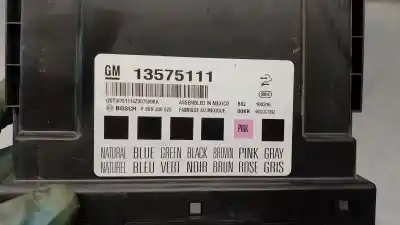 GM 13575111
ASSEMBLED IN MEXICO
BOSCH FABRIQUE AU MEXIQUE
PINK
NATURAL BLUE GREEN BLACK BROWN PINK GRAY
NATUREL BLEU VERT NOIR BRUN ROSE GRIS